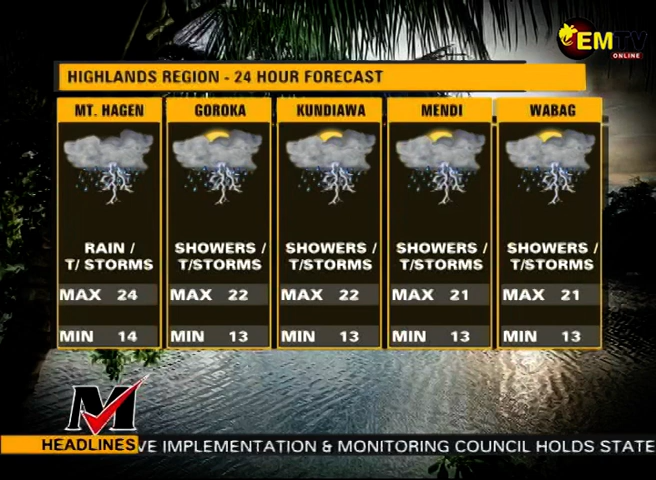 EMTV
ONLINE
HIGHLANDS REGION - 24 HOUR FORECAST
MT. HAGEN
RAIN /
T/ STORMS
MAX 24
MIN 14
GOROKA
SHOWERS /
T/STORMS
MAX 22
MIN 13
KUNDIAWA
SHOWERS /
T/STORMS
MAX 22
MIN 13
MENDI
SHOWERS /
T/STORMS
MAX 21
MIN 13
WABAG
SHOWERS /
T/STORMS
MAX 21
MIN 13
M
HEADLINES VE IMPLEMENTATION & MONITORING COUNCIL HOLDS STATE